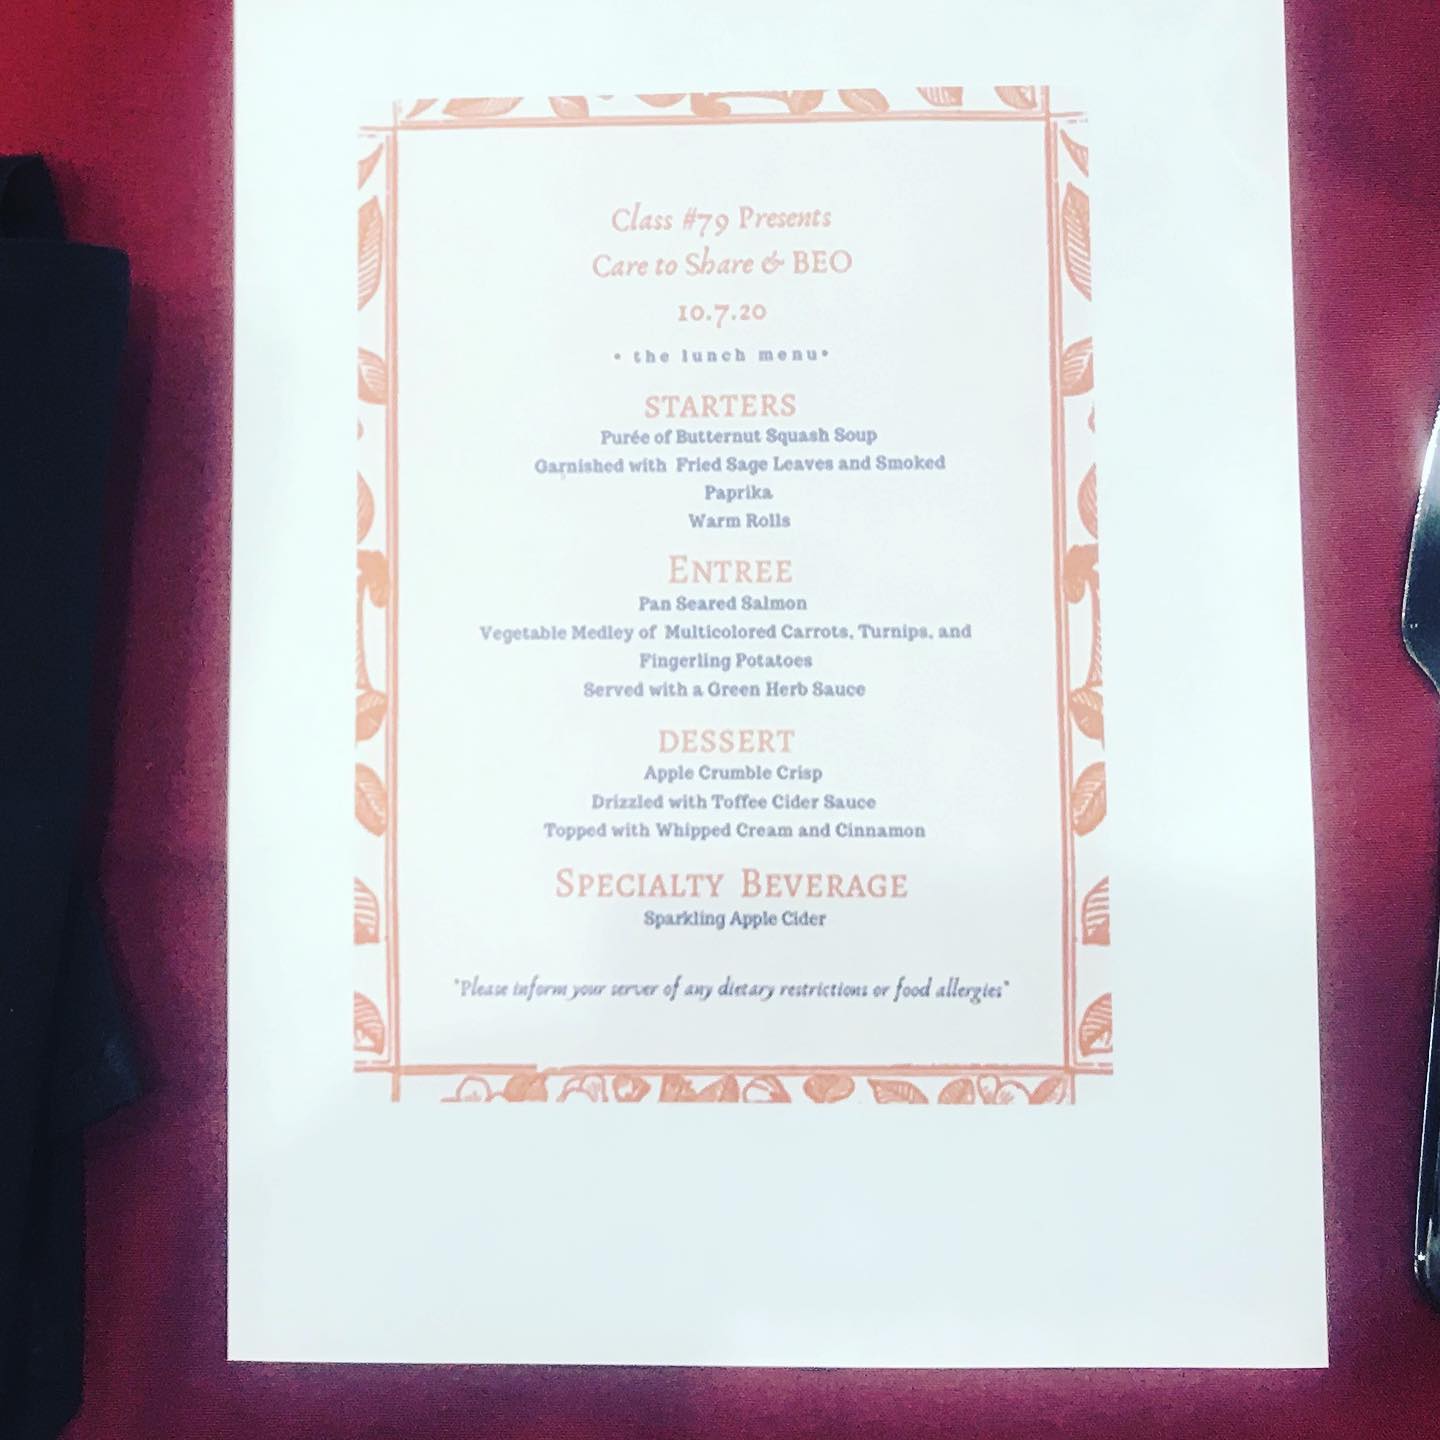 Class #79 Presents
Care to Share & BEO
10.7.20
• the lunch menu•
STARTERS
Purée of Butternut Squash Soup
Garnished with Fried Sage Leaves and Smoked
Paprika
Warm Rolls
ENTREE
Pan Seared Salmon
Vegetable Medley of Multicolored Carrots, Turnips, and
Fingerling Potatoes
Served with a Green Herb Sauce
DESSERT
Apple Crumble Crisp
Drizzled with Toffee Cider Sauce
Topped with Whipped Cream and Cinnamon
SPECIALTY BEVERAGE
Sparkling Apple Cider
"Please inform your server of any dietary restrictions or food allergies"